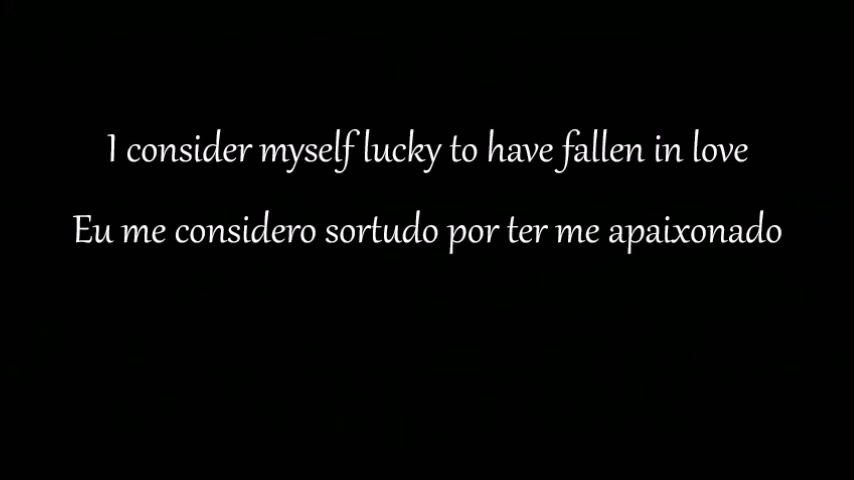 I consider myself lucky to have fallen in love
Eu me considero sortudo por ter me apaixonado